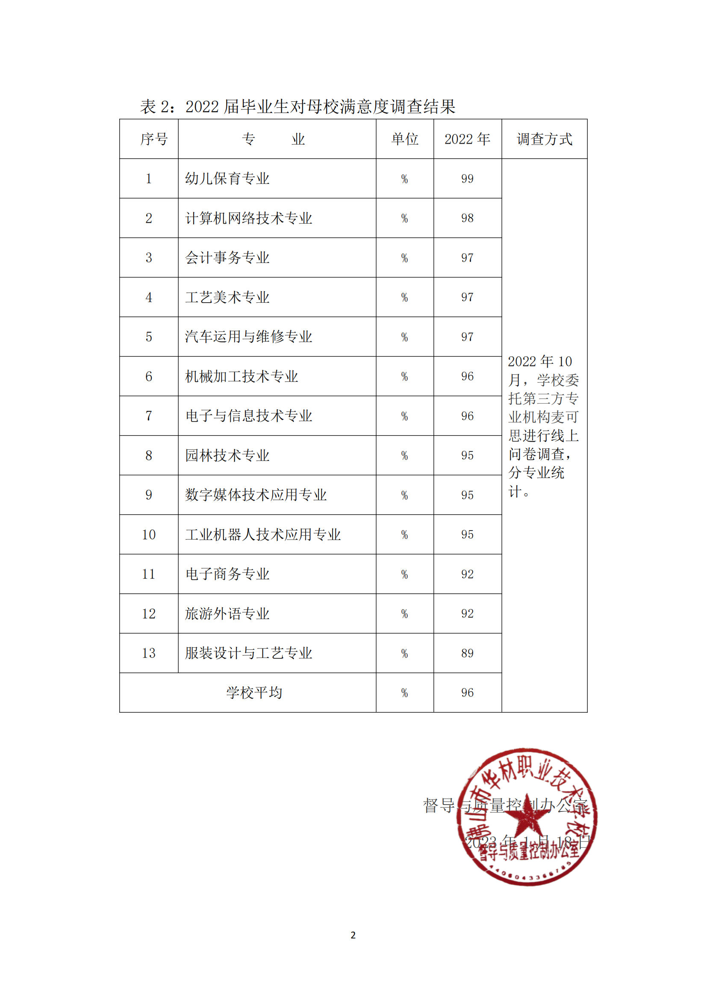 表 2：2022 届毕业生对母校满意度调查结果
序号 专 业 单位 2022 年 调查方式
1 幼儿保育专业 % 99
2 计算机网络技术专业 % 98
3 会计事务专业 % 97
4 工艺美术专业 % 97
5 汽车运用与维修专业 % 97
6 机械加工技术专业 % 96
7 电子与信息技术专业 % 96
8 园林技术专业 % 95
9 数字媒体技术应用专业 % 95
10 工业机器人技术应用专业 % 95
11 电子商务专业 % 92
12 旅游外语专业 % 92
13 服装设计与工艺专业 % 89
学校平均 % 96
2022 年 10
月，学校委
托第三方专
业机构麦可
思进行线上
问卷调查，
分专业统
计。
佛山市华材职业技术学校
督导与质量控制办公室
2023 年 1 月 18 日
督导与质量控制办公室
2